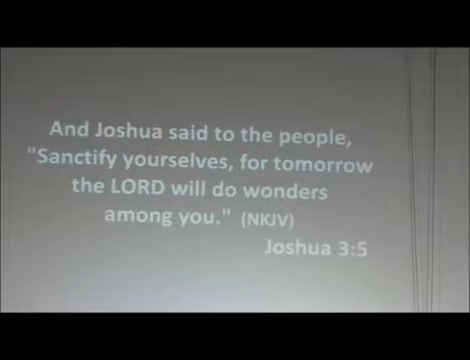 And Joshua said to the people,
"Sanctify yourselves, for tomorrow
the LORD will do wonders
among you." (NKJV)
Joshua 3:5